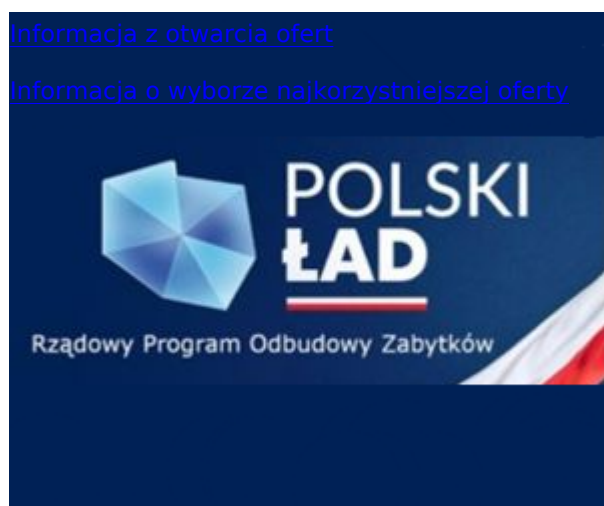 Informacja z otwarcia ofert
Informacja o wyborze najkorzystniejszej oferty
POLSKI
ŁAD
Rządowy Program Odbudowy Zabytków